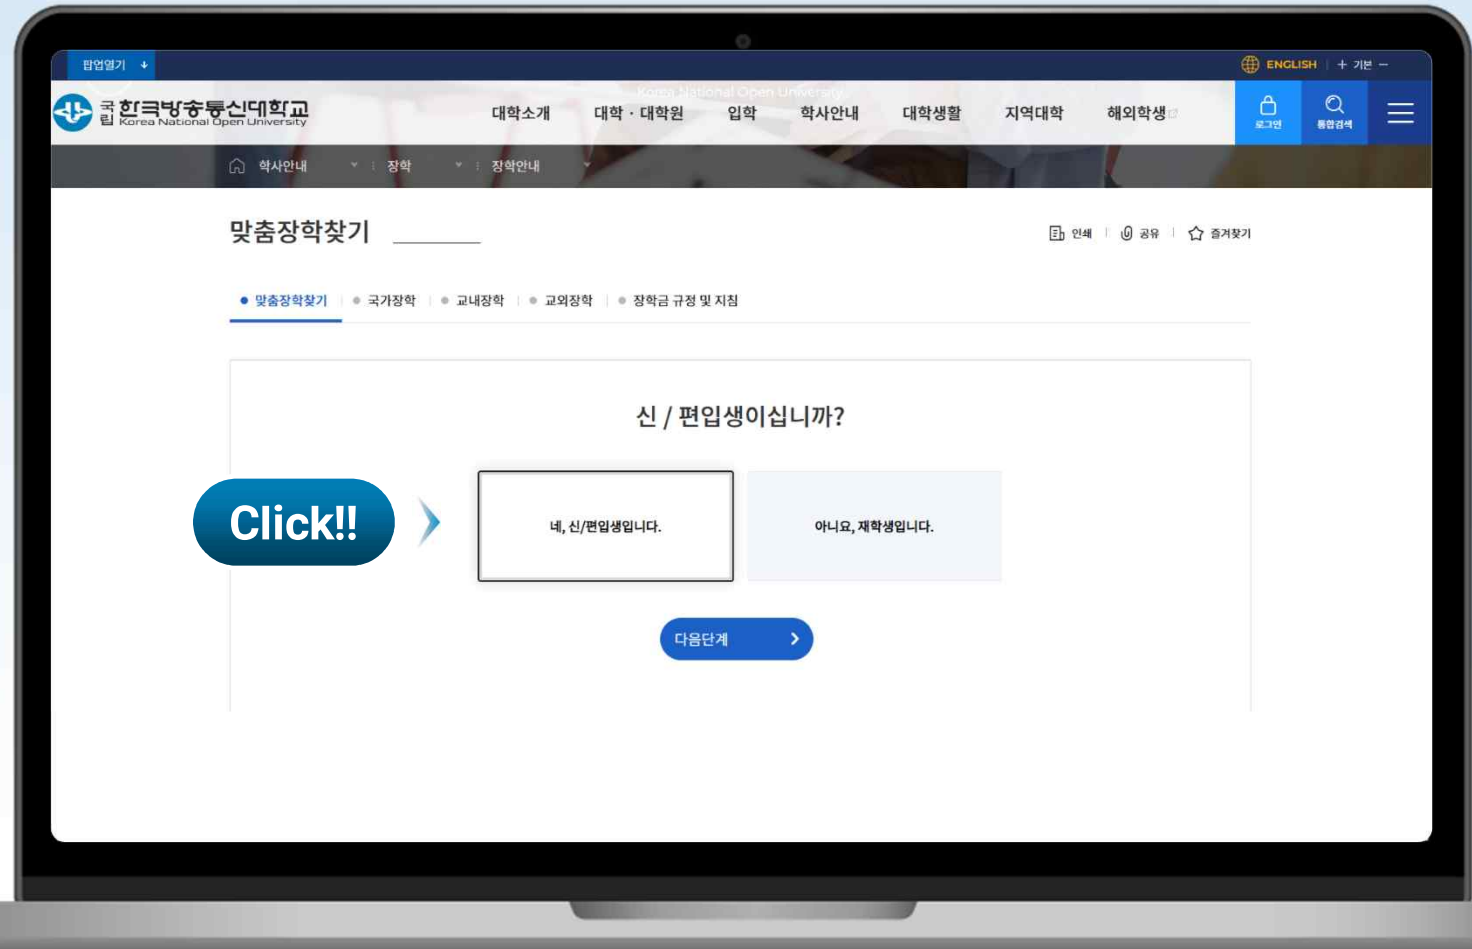 팝업열기
ENGLISH + 기본 −
국립 한국방송통신대학교
Korea National Open University
Korea National Open University
대학소개 대학 · 대학원 입학 학사안내 대학생활 지역대학 해외학생
로그인 통합검색
학사안내 : 장학 : 장학안내
맞춤장학찾기
인쇄 공유 즐겨찾기
맞춤장학찾기 국가장학 교내장학 교외장학 장학금 규정 및 지침
신 / 편입생이십니까?
Click!!
네, 신/편입생입니다. 아니요, 재학생입니다.
다음단계